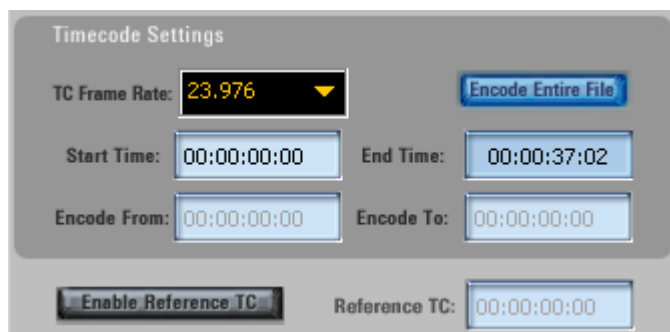 Timecode Settings
TC Frame Rate: 23.976 Encode Entire File
Start Time: 00:00:00:00 End Time: 00:00:37:02
Encode From: 00:00:00:00 Encode To: 00:00:00:00
Enable Reference TC Reference TC: 00:00:00:00